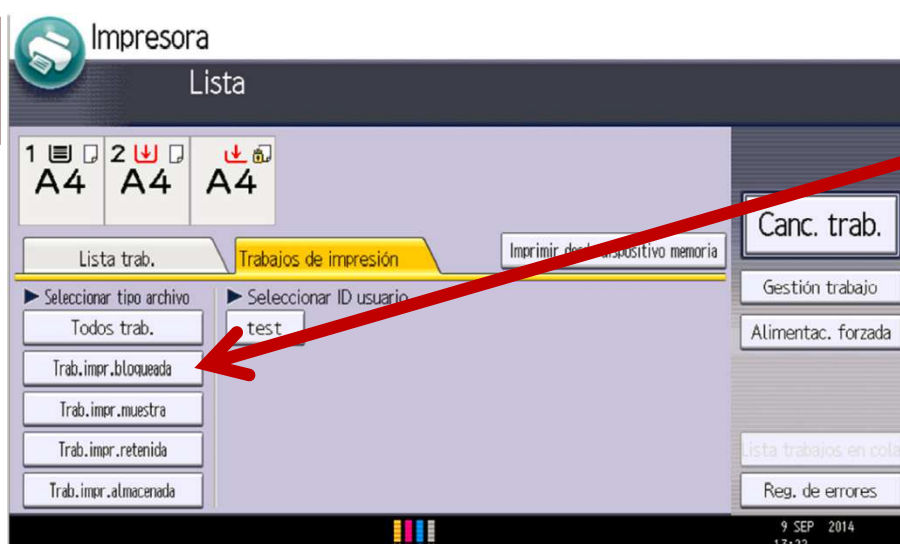 Impresora
Lista
1 2
A4 A4 A4
Canc. trab.
Lista trab. Trabajos de impresión Imprimir desde dispositivo memoria
Gestión trabajo
Seleccionar tipo archivo Seleccionar ID usuario
Todos trab. test Alimentac. forzada
Trab.impr.bloqueada
Trab.impr.muestra
Trab.impr.retenida Lista trabajos en cola
Trab.impr.almacenada Reg. de errores
9 SEP 2014